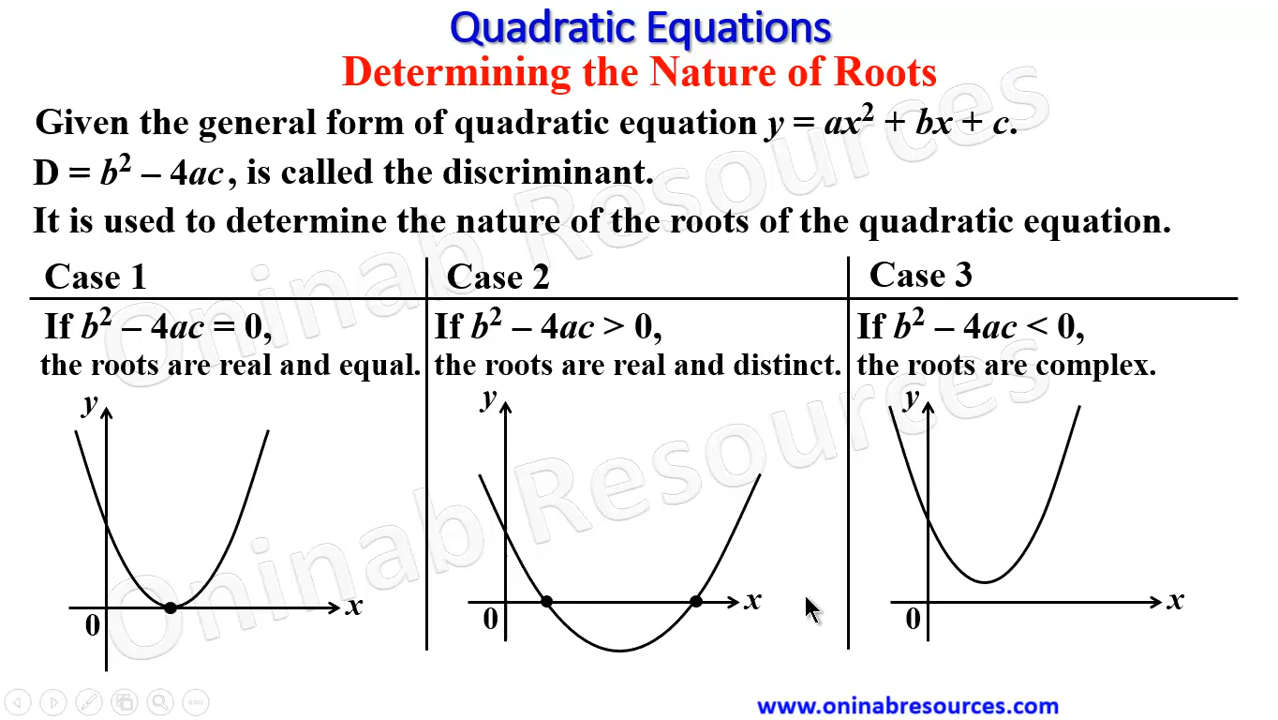 Quadratic Equations
Determining the Nature of Roots
Given the general form of quadratic equation y = ax² + bx + c.
D = b² – 4ac, is called the discriminant.
It is used to determine the nature of the roots of the quadratic equation.
Case 1
If b² – 4ac = 0,
the roots are real and equal.
y
x
0
Case 2
If b² – 4ac > 0,
the roots are real and distinct.
y
x
0
Case 3
If b² – 4ac < 0,
the roots are complex.
y
x
0
Oninab Resources
Oninab Resources
www.oninabresources.com